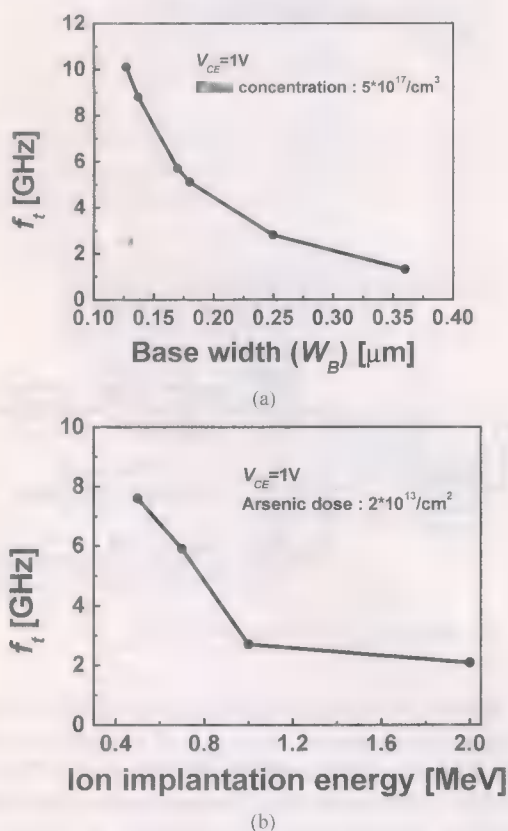 12
10
8
6
4
2
0
f_t [GHz]
V_CE=1V
concentration : 5*10^17/cm^3
0.10 0.15 0.20 0.25 0.30 0.35 0.40
Base width (W_B) [μm]
(a)
10
8
6
4
2
0
f_t [GHz]
V_CE=1V
Arsenic dose : 2*10^13/cm^2
0.4 0.8 1.2 1.6 2.0
Ion implantation energy [MeV]
(b)